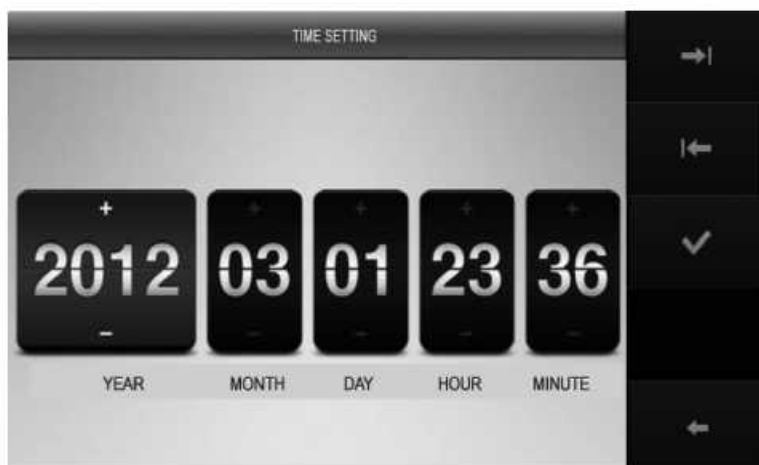 TIME SETTING
+ + + + +
2012 03 01 23 36
- - - - -
YEAR MONTH DAY HOUR MINUTE